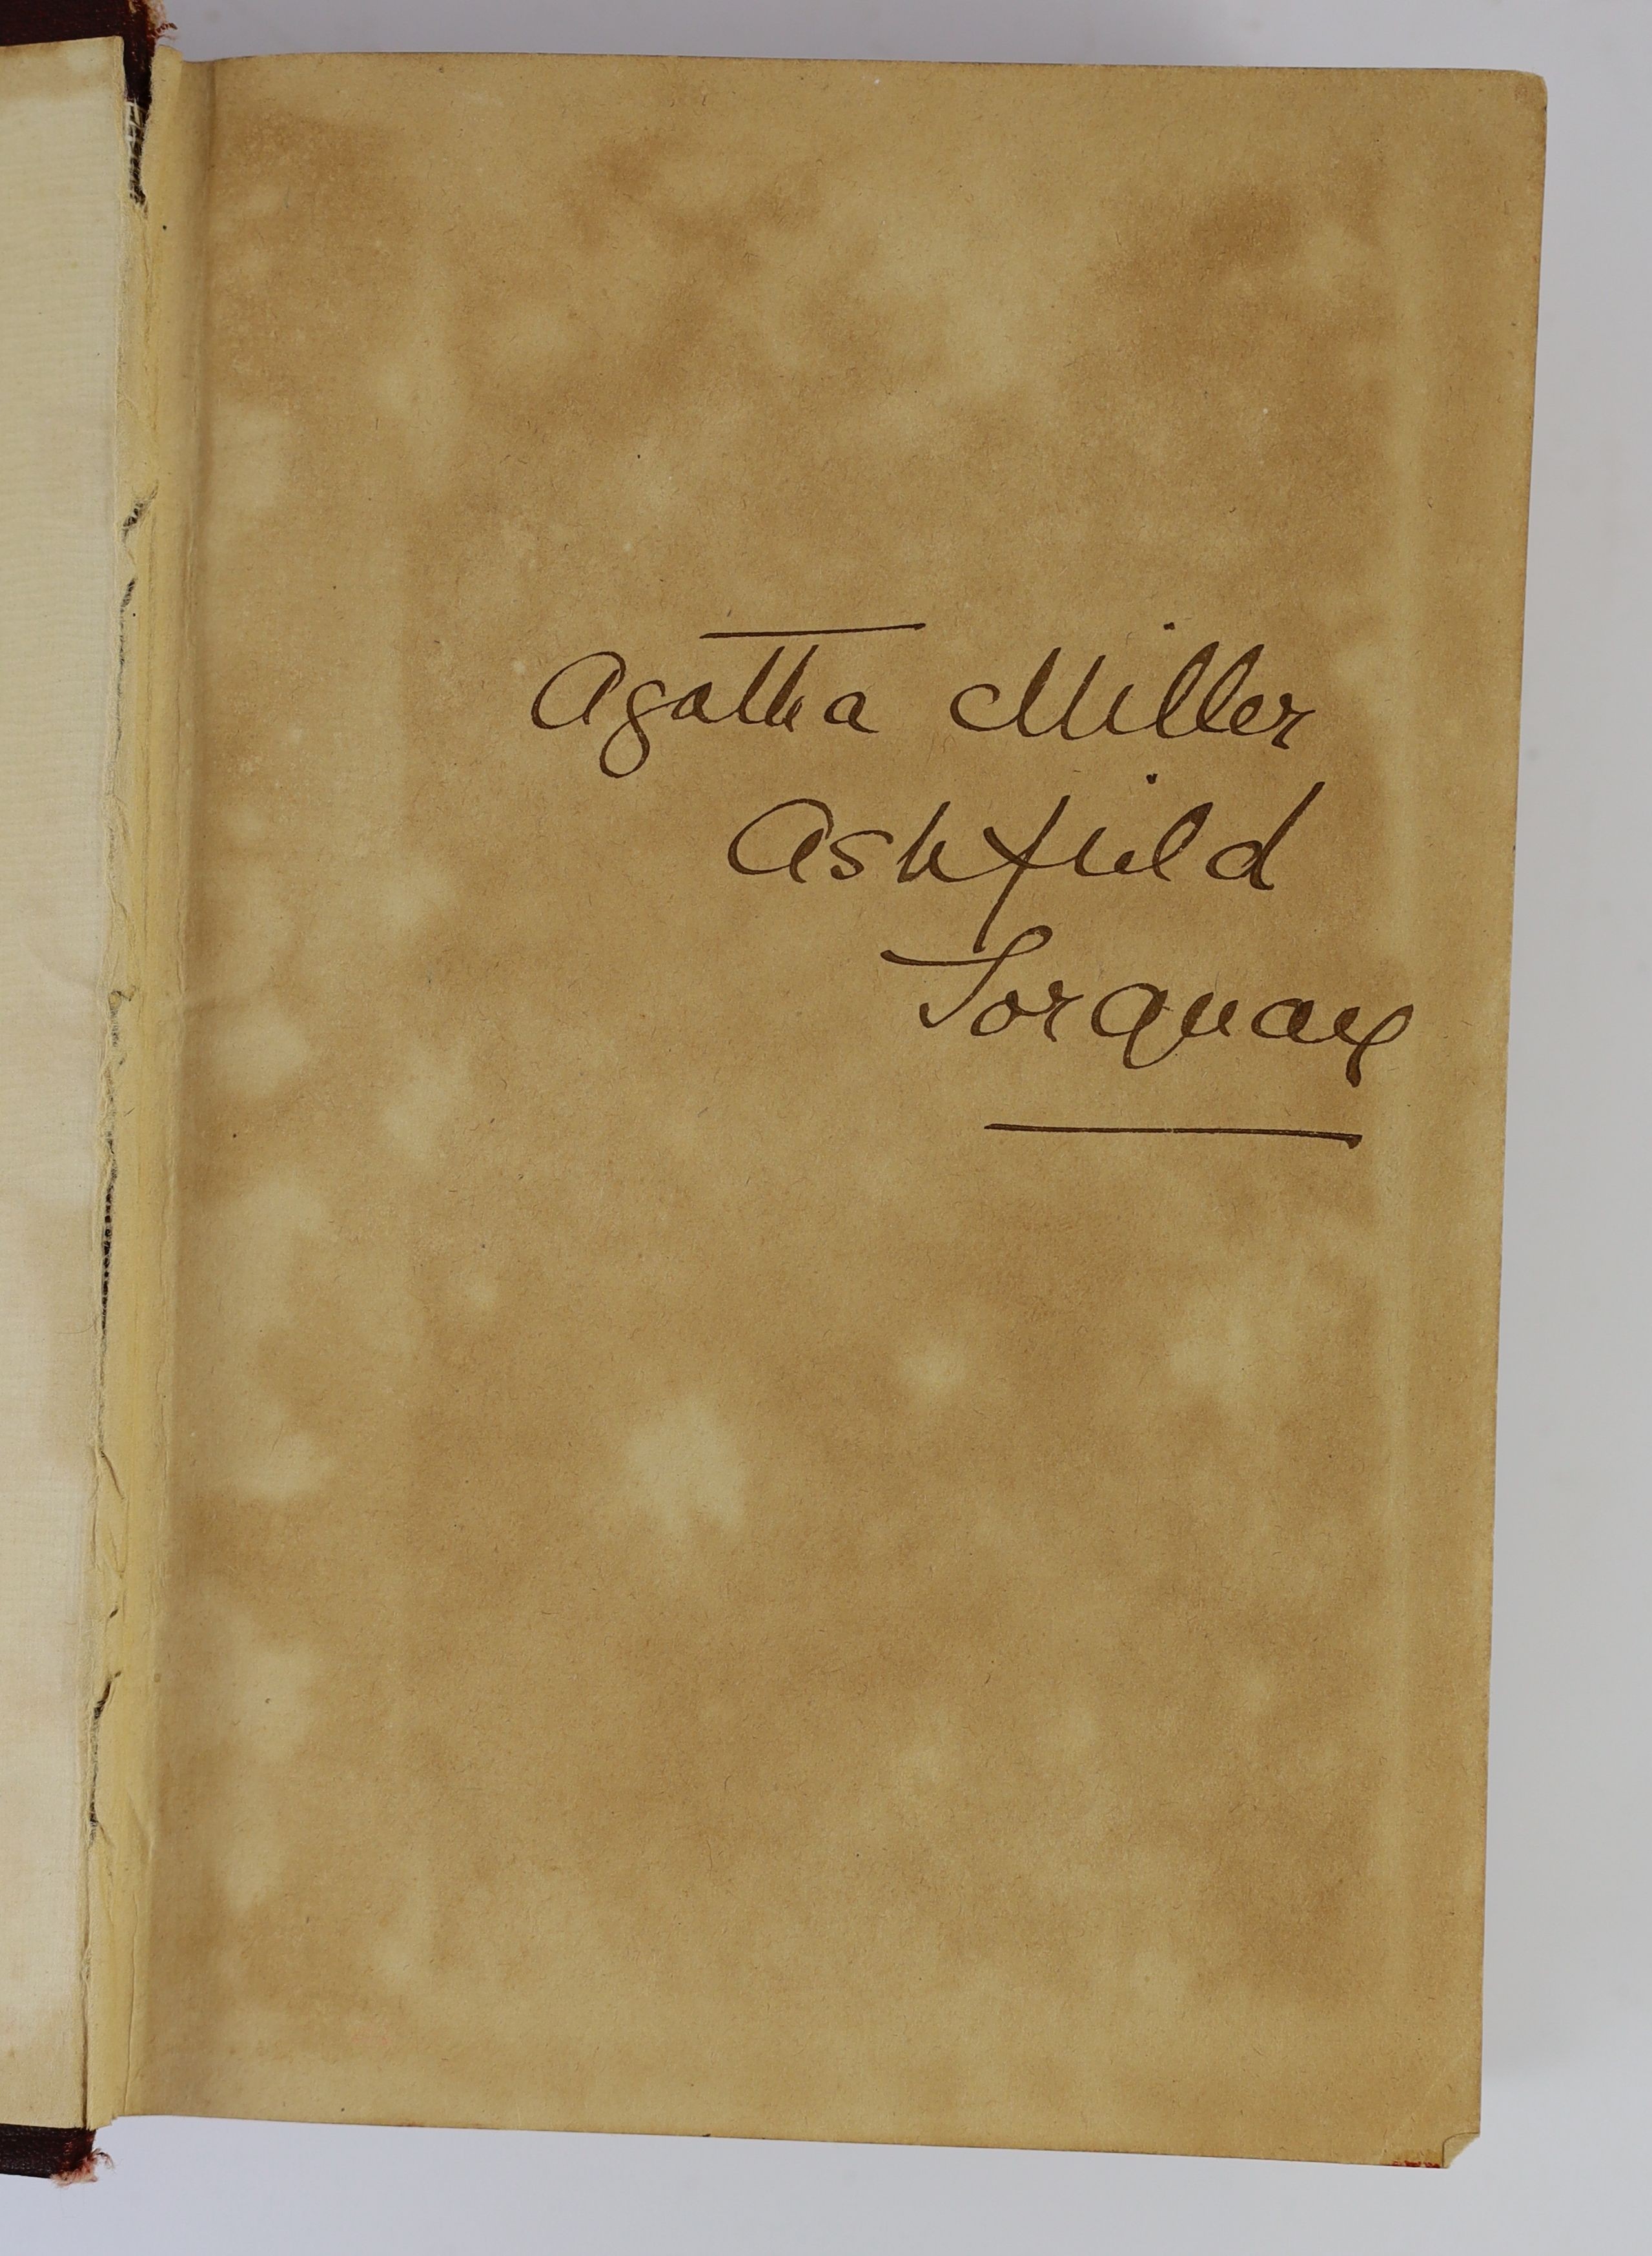 Agatha Miller
Ashfield
Torquay